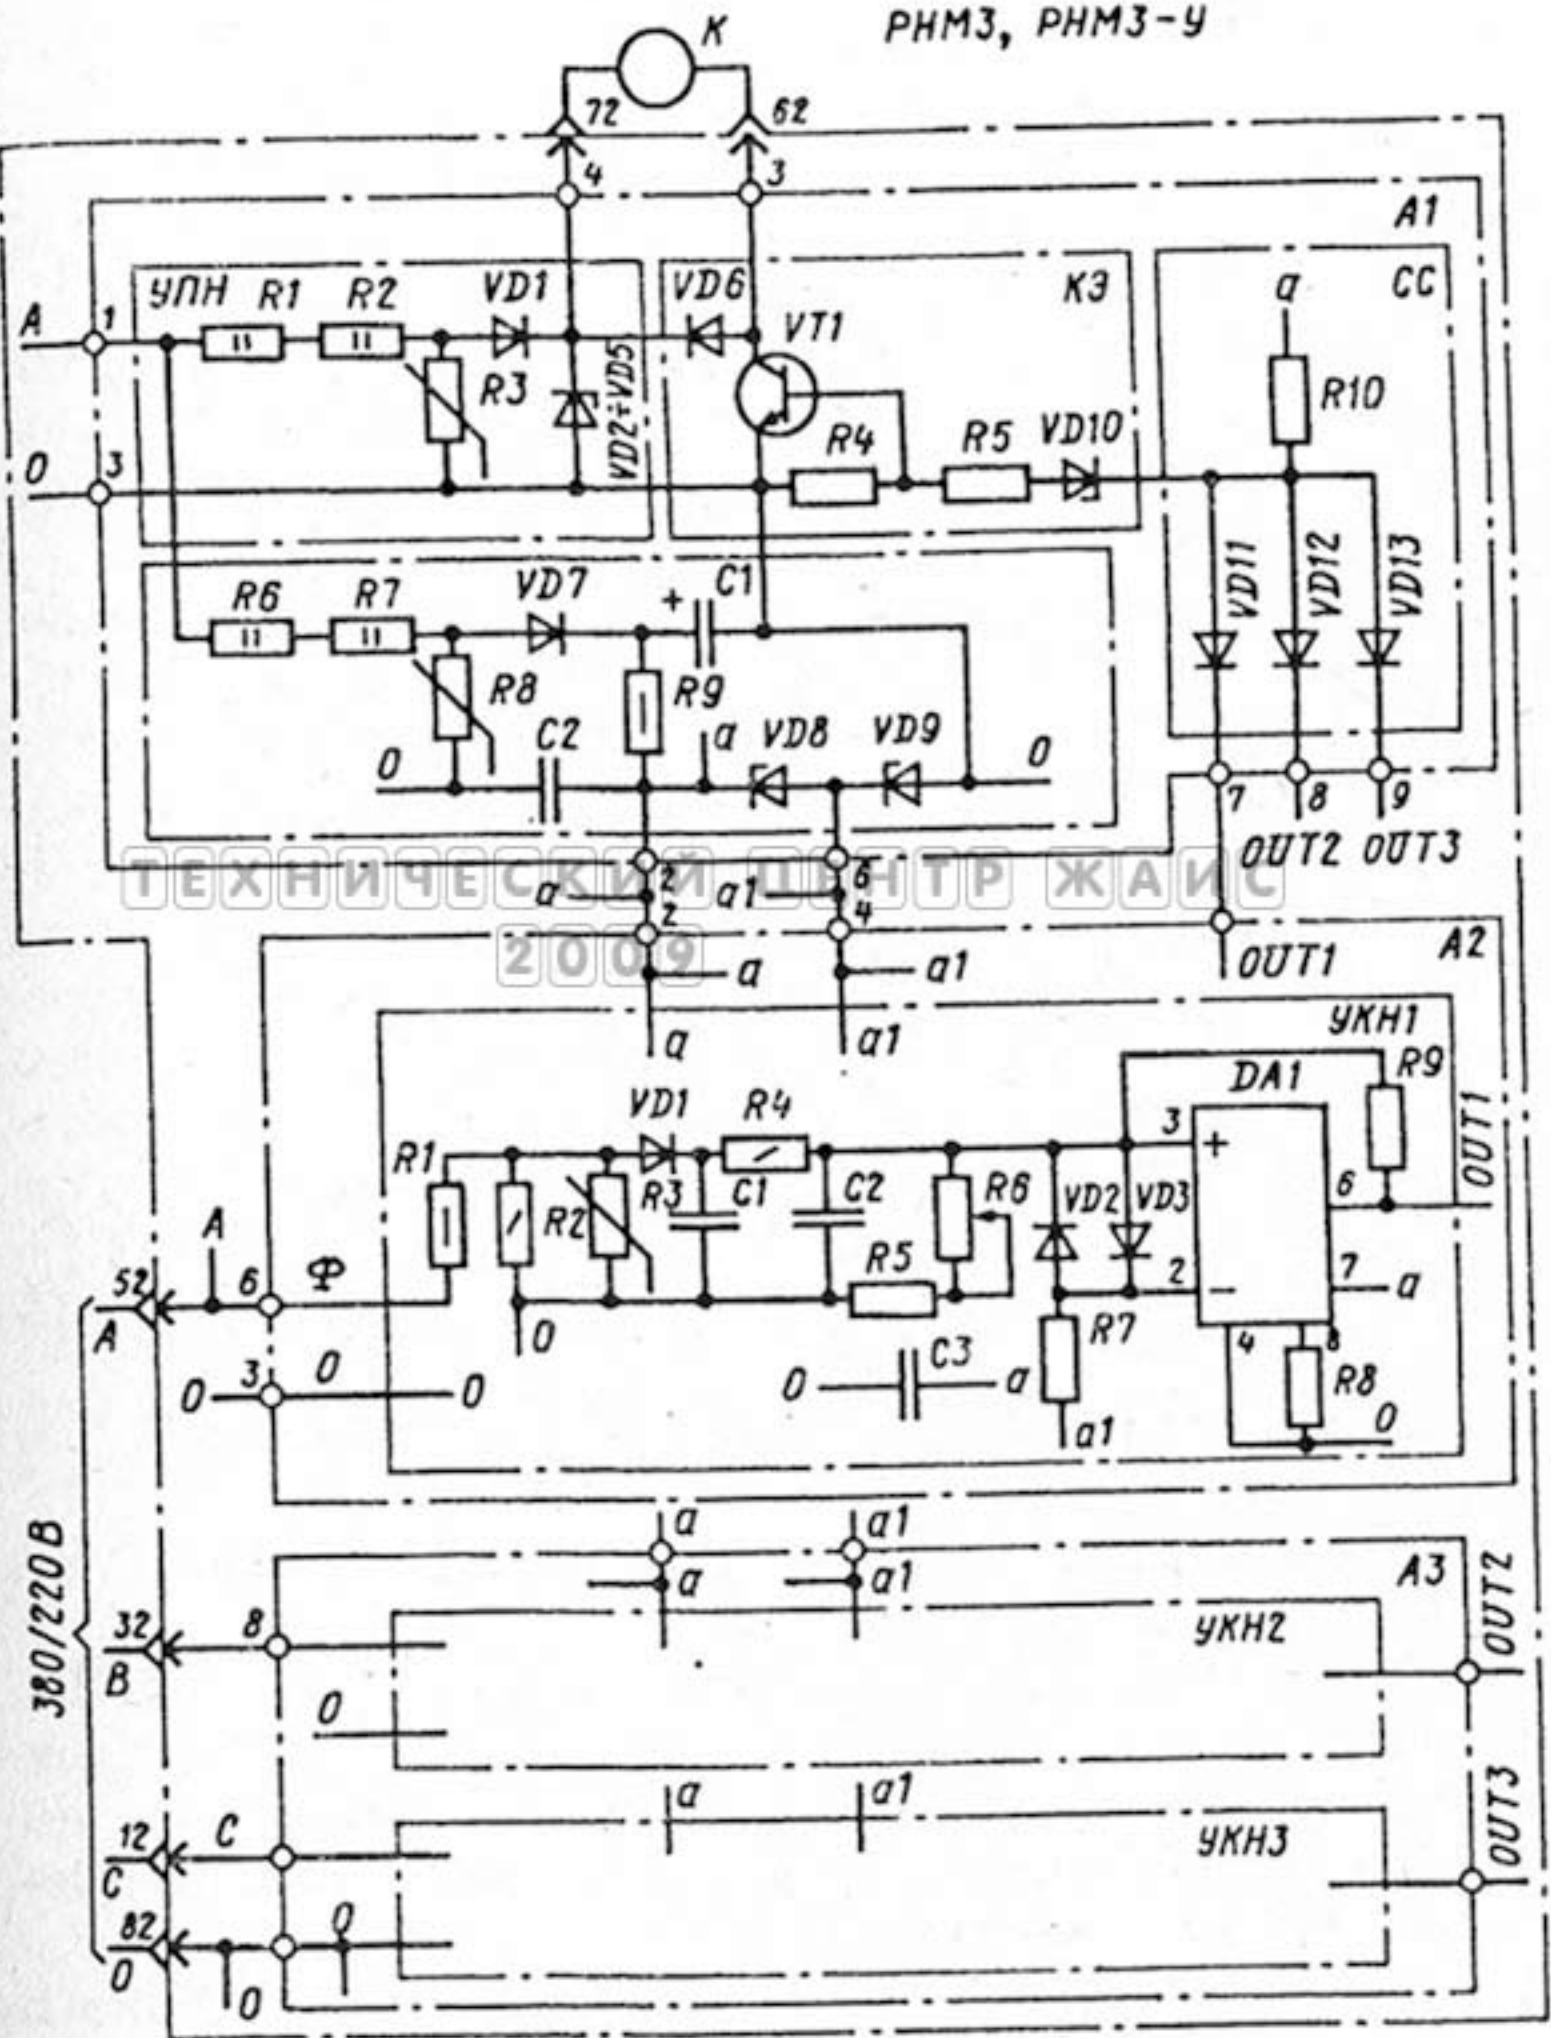 РНМ3, РНМ3-У
К
72
62
4
3
А1
УПН
R1
R2
VD1
VD6
КЭ
а
СС
А
1
VT1
R3
VD2÷VD5
R10
0
3
R4
R5
VD10
VD11
VD12
VD13
R6
R7
VD7
+
C1
R8
R9
C2
а
VD8
VD9
0
0
7
8
9
OUT2
OUT3
ТЕХНИЧЕСКИЙ ЦЕНТР ЖАИС
2009
2
6
а
а1
2
4
а
а1
OUT1
А2
а
а1
УКН1
R9
DA1
VD1
R4
R1
3
+
OUT1
R2
R3
C1
C2
R6
VD2
VD3
6
А
52
6
Ф
R5
2
−
7
а
А
0
R7
4
8
3
0
C3
R8
0
0
0
а
0
а1
380/220 В
а
а1
а
а1
А3
OUT2
32
8
УКН2
В
0
а
а1
OUT3
12
С
УКН3
С
82
0
0
0